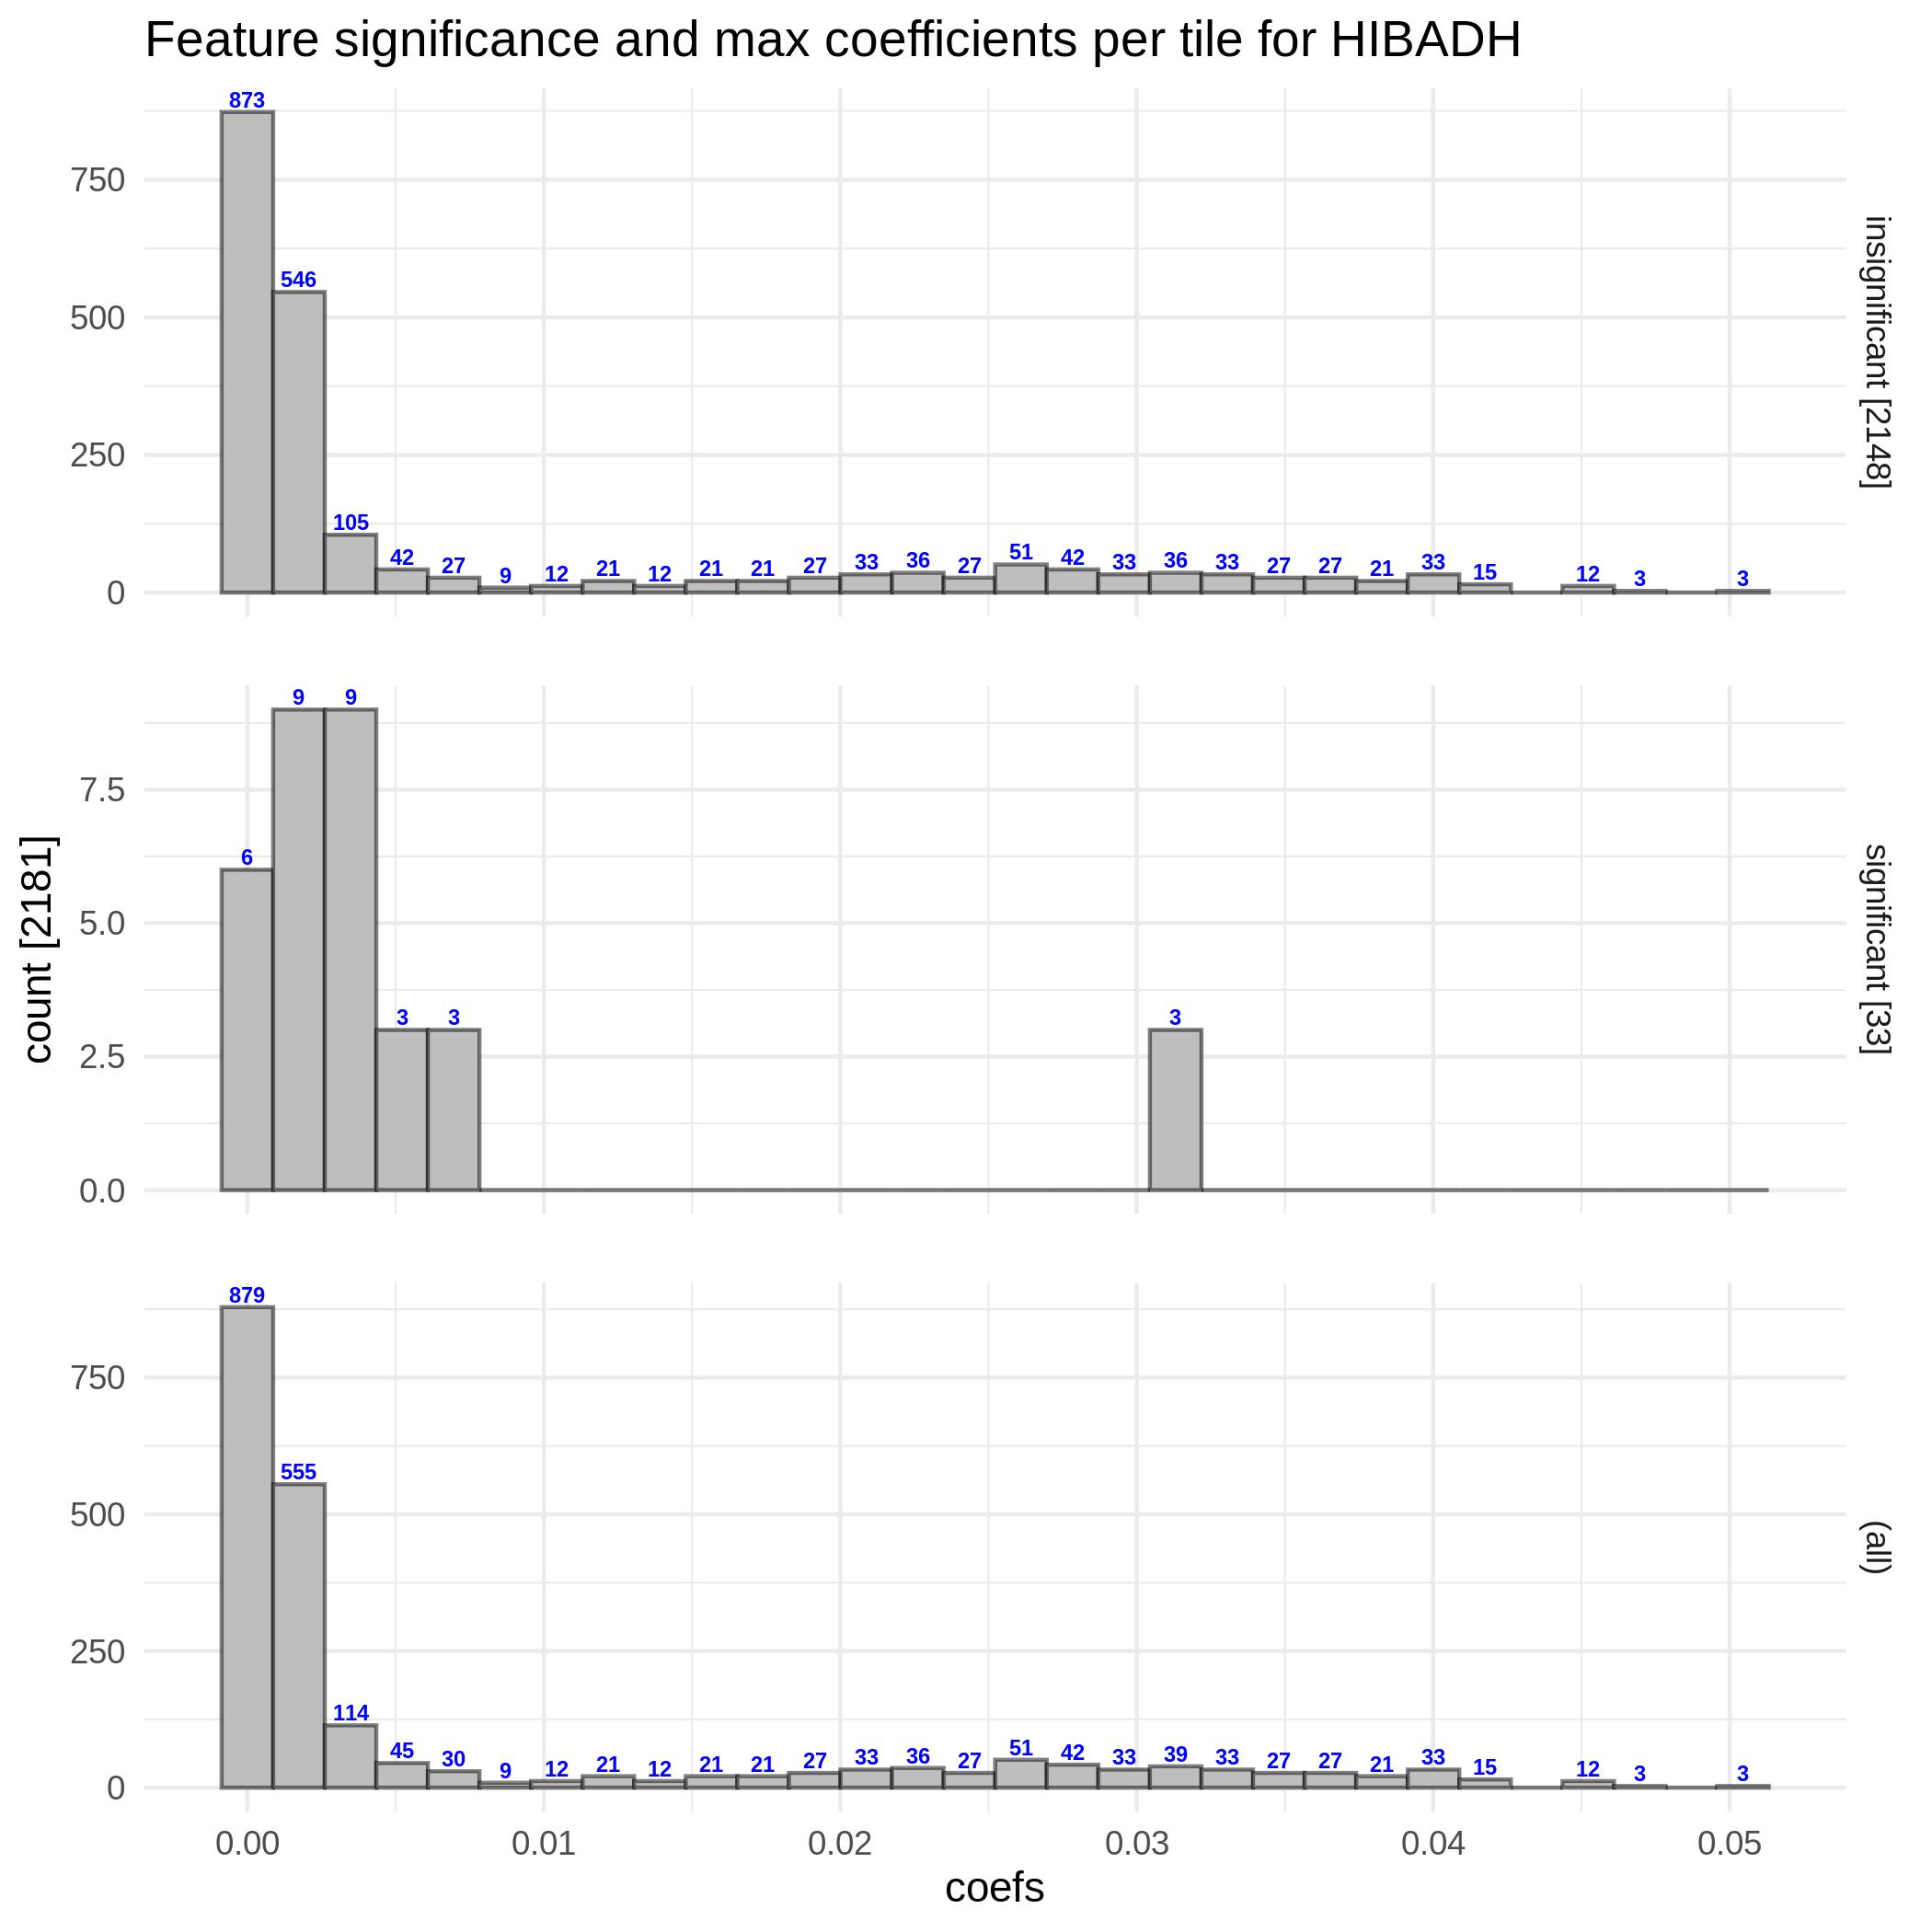 Feature significance and max coefficients per tile for HIBADH
873
546
105
42 27 9 12 21 12 21 21 27 33 36 27 51 42 33 36 33 27 27 21 33 15 12 3 3
750
500
250
0
insignificant [2148]
9 9
6
3 3 3
7.5
5.0
2.5
0.0
significant [33]
count [2181]
879
555
114
45 30 9 12 21 12 21 21 27 33 36 27 51 42 33 39 33 27 27 21 33 15 12 3 3
750
500
250
0
(all)
0.00 0.01 0.02 0.03 0.04 0.05
coefs